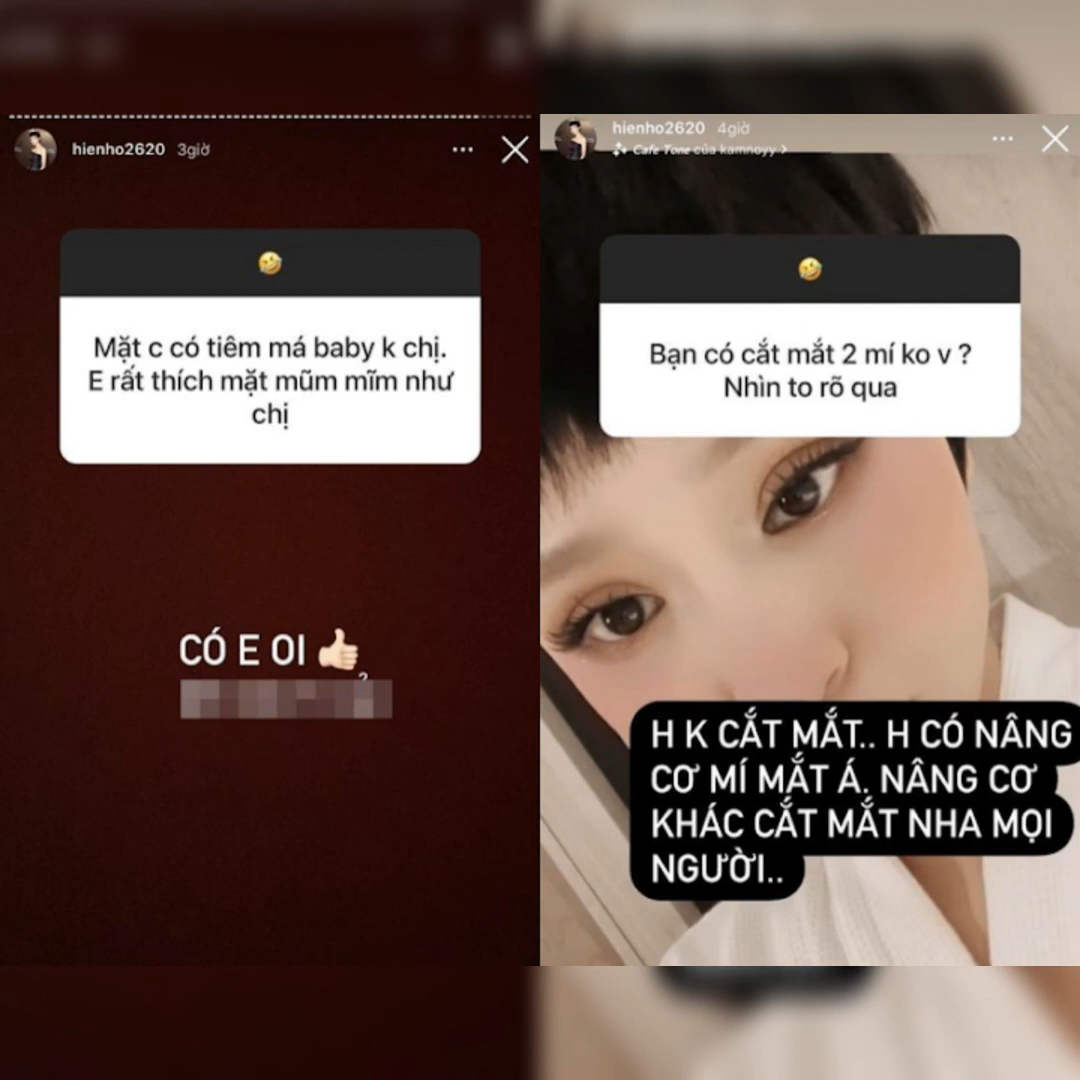 hienho2620 3giờ
Mặt c có tiêm má baby k chị.
E rất thích mặt mũm mĩm như
chị
CÓ E OI 👍🏻
?
hienho2620 4giờ
Cafe Tone của kamnoyy >
Bạn có cắt mắt 2 mí ko v ?
Nhìn to rõ qua
H K CẮT MẮT.. H CÓ NÂNG
CƠ MÍ MẮT Á. NÂNG CƠ
KHÁC CẮT MẮT NHA MỌI
NGƯỜI..